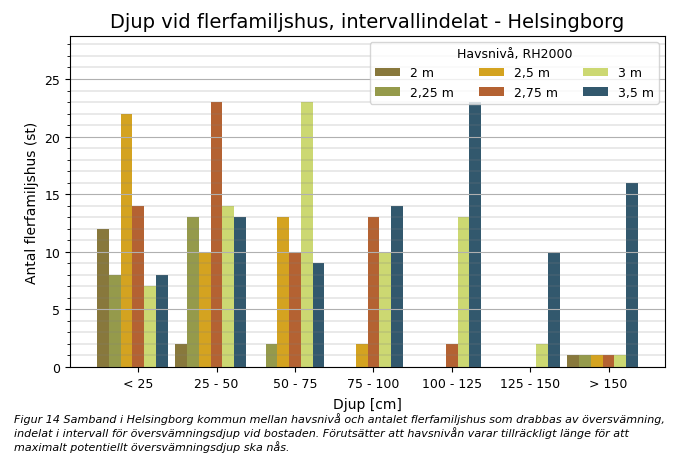 Djup vid flerfamiljshus, intervallindelat - Helsingborg
Havsnivå, RH2000
2 m 2,5 m 3 m
2,25 m 2,75 m 3,5 m
Antal flerfamiljshus (st)
25
20
15
10
5
0
< 25 25 - 50 50 - 75 75 - 100 100 - 125 125 - 150 > 150
Djup [cm]
Figur 14 Samband i Helsingborg kommun mellan havsnivå och antalet flerfamiljshus som drabbas av översvämning,
indelat i intervall för översvämningsdjup vid bostaden. Förutsätter att havsnivån varar tillräckligt länge för att
maximalt potentiellt översvämningsdjup ska nås.